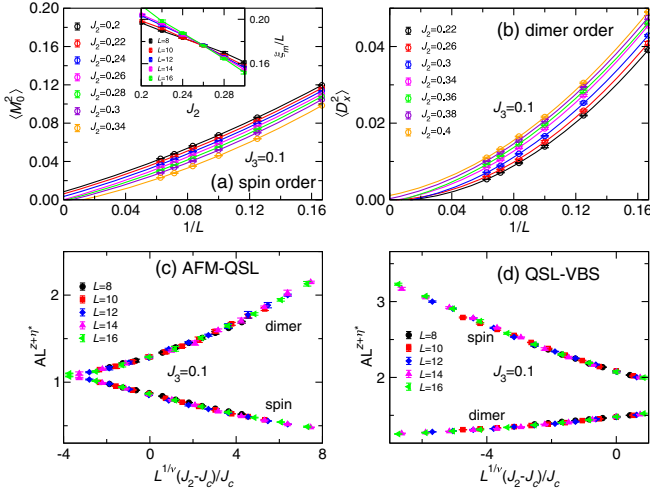 0.20
0.16
0.12
0.08
0.04
0.00
⟨M₀²⟩
J₂=0.2
J₂=0.22
J₂=0.24
J₂=0.26
J₂=0.28
J₂=0.3
J₂=0.34
L=8
L=10
L=12
L=14
L=16
0.20
0.16
ξₘ/L
0.2 0.24 0.28
J₂
J₃=0.1
(a) spin order
0 0.04 0.08 0.12 0.16
1/L
(b) dimer order
0.04
0.02
0.00
⟨Dₓ²⟩
J₂=0.22
J₂=0.26
J₂=0.3
J₂=0.34
J₂=0.36
J₂=0.38
J₂=0.4
J₃=0.1
0 0.04 0.08 0.12 0.16
1/L
(c) AFM-QSL
2
1
AL^{z+η*}
L=8
L=10
L=12
L=14
L=16
dimer
J₃=0.1
spin
-4 0 4 8
L^{1/ν}(J₂-J_c)/J_c
(d) QSL-VBS
4
3
2
1
AL^{z+η*}
L=8
L=10
L=12
L=14
L=16
spin
J₃=0.1
dimer
-4 0
L^{1/ν}(J₂-J_c)/J_c